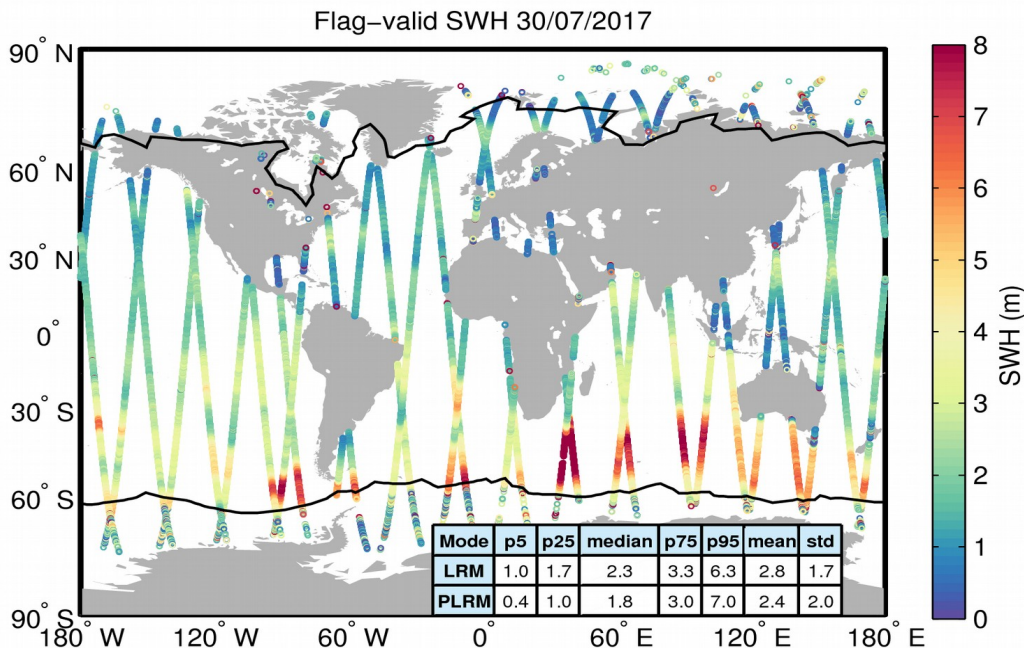 Flag−valid SWH 30/07/2017
90° N
60° N
30° N
0°
30° S
60° S
90° S
180° W
120° W
60° W
0°
60° E
120° E
180° E
8
7
6
5
4
3
2
1
0
SWH (m)
Mode p5 p25 median p75 p95 mean std
LRM 1.0 1.7 2.3 3.3 6.3 2.8 1.7
PLRM 0.4 1.0 1.8 3.0 7.0 2.4 2.0